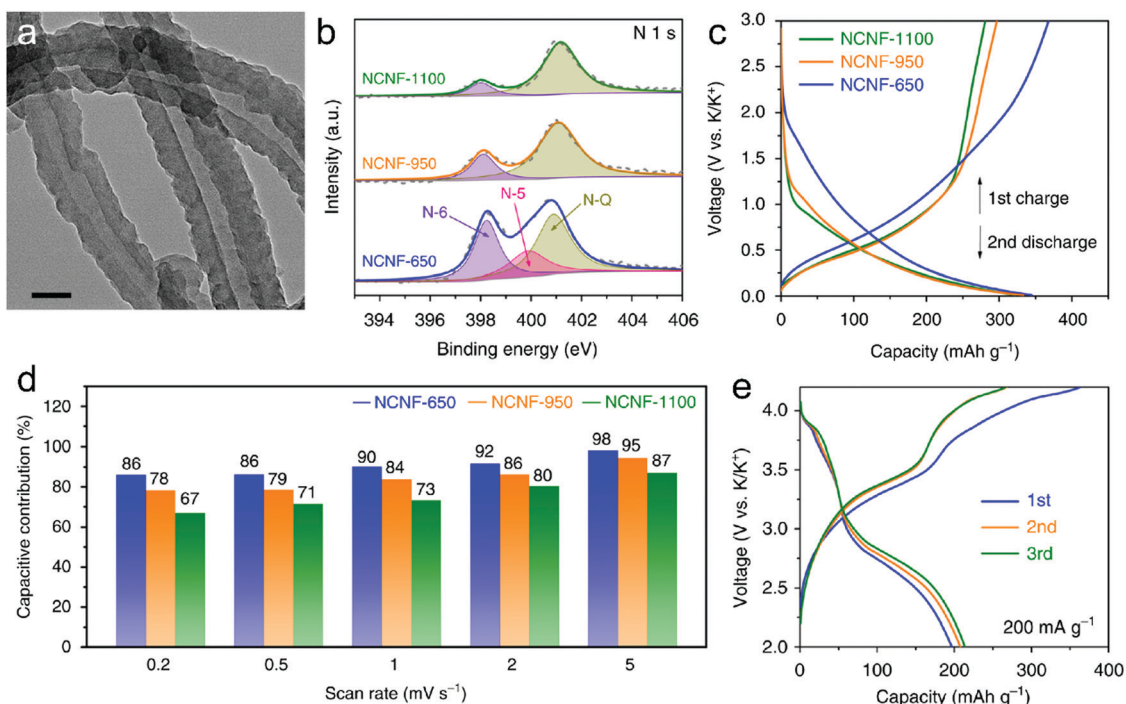 a
b
N 1 s
NCNF-1100
NCNF-950
N-6
N-5
N-Q
NCNF-650
Intensity (a.u.)
394 396 398 400 402 404 406
Binding energy (eV)
c
NCNF-1100
NCNF-950
NCNF-650
1st charge
2nd discharge
Voltage (V vs. K/K⁺)
3.0
2.5
2.0
1.5
1.0
0.5
0.0
0 100 200 300 400
Capacity (mAh g⁻¹)
d
NCNF-650 NCNF-950 NCNF-1100
Capacitive contribution (%)
120
100
80
60
40
20
0
86 78 67
86 79 71
90 84 73
92 86 80
98 95 87
0.2 0.5 1 2 5
Scan rate (mV s⁻¹)
e
1st
2nd
3rd
200 mA g⁻¹
Voltage (V vs. K/K⁺)
4.0
3.5
3.0
2.5
2.0
0 100 200 300 400
Capacity (mAh g⁻¹)